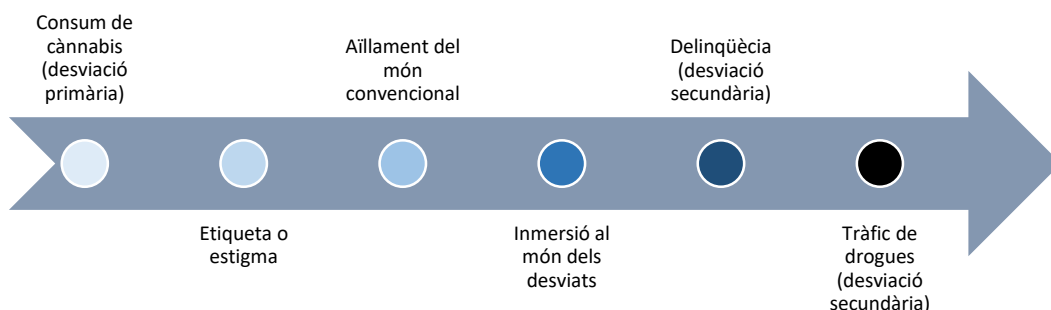 Consum de
cànnabis
(desviació
primària)
Etiqueta o
estigma
Aïllament del
món
convencional
Inmersió al
món dels
desviats
Delinqüècia
(desviació
secundària)
Tràfic de
drogues
(desviació
secundària)